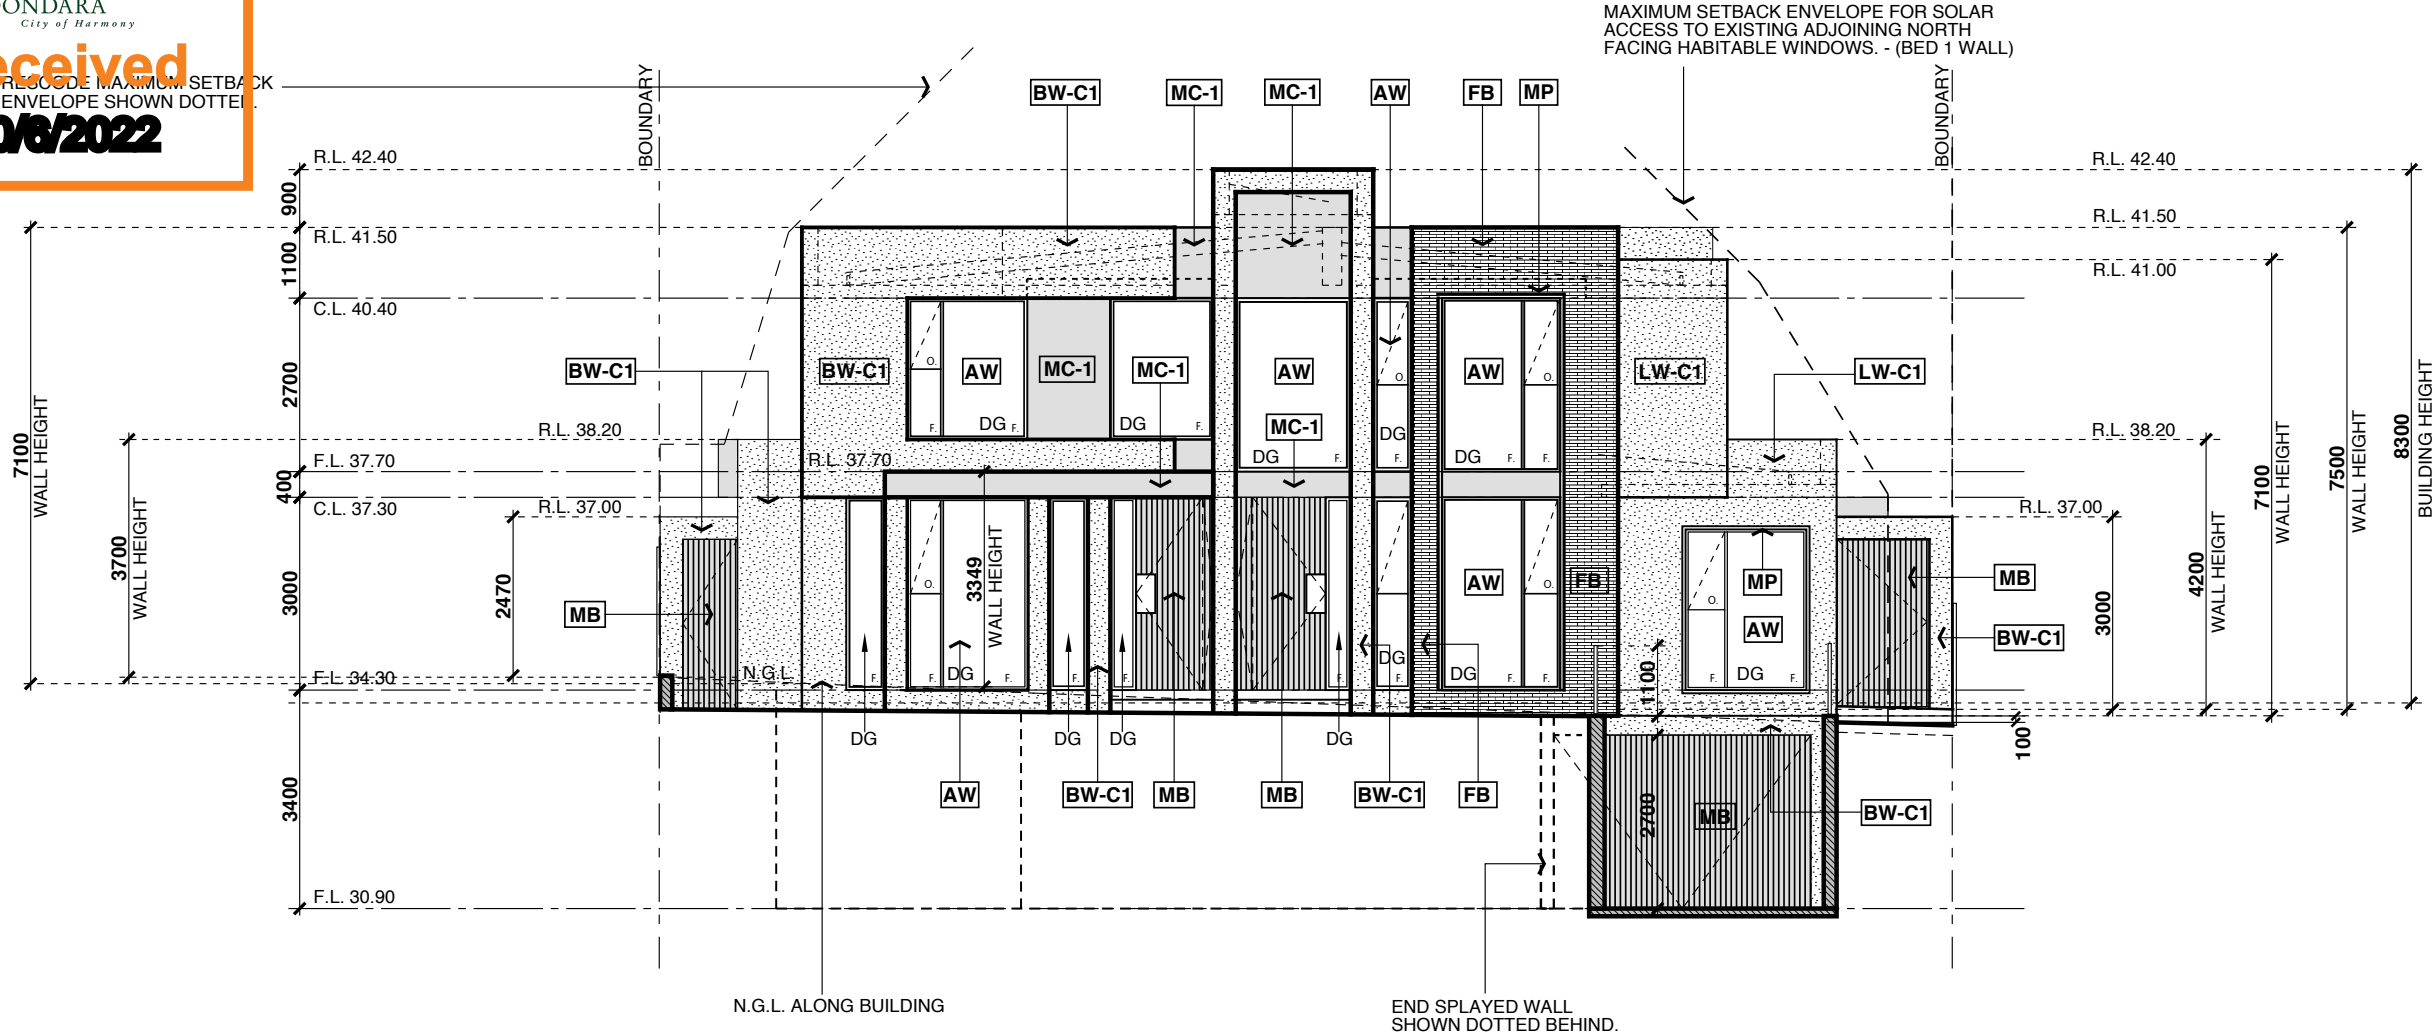 City of Harmony
RESCODE MAXIMUM SETBACK
ENVELOPE SHOWN DOTTED.
MAXIMUM SETBACK ENVELOPE FOR SOLAR
ACCESS TO EXISTING ADJOINING NORTH
FACING HABITABLE WINDOWS. - (BED 1 WALL)
BOUNDARY
BOUNDARY
BW-C1
MC-1
MC-1
AW
FB
MP
R.L. 42.40
R.L. 42.40
900
R.L. 41.50
R.L. 41.50
1100
R.L. 41.00
C.L. 40.40
2700
BW-C1
BW-C1
O.
AW
MC-1
MC-1
AW
O.
AW
O.
LW-C1
LW-C1
F.
DG
F.
DG
F.
MC-1
DG
F.
DG
F.
DG
F.
F.
R.L. 38.20
R.L. 38.20
7100
WALL HEIGHT
3700
WALL HEIGHT
F.L. 37.70
R.L. 37.70
400
C.L. 37.30
R.L. 37.00
R.L. 37.00
7100
WALL HEIGHT
7500
WALL HEIGHT
8300
BUILDING HEIGHT
4200
WALL HEIGHT
3000
2470
3000
3349
WALL HEIGHT
MB
O.
O.
AW
O.
FB
O.
MP
AW
MB
BW-C1
N.G.L.
F.L. 34.30
F.
F.
DG
F.
F.
F.
F.
DG
F.
DG
F.
F.
1100
F.
DG
F.
DG
DG
DG
DG
100
AW
BW-C1
MB
MB
BW-C1
FB
3400
2700
MB
BW-C1
F.L. 30.90
N.G.L. ALONG BUILDING
END SPLAYED WALL
SHOWN DOTTED BEHIND.